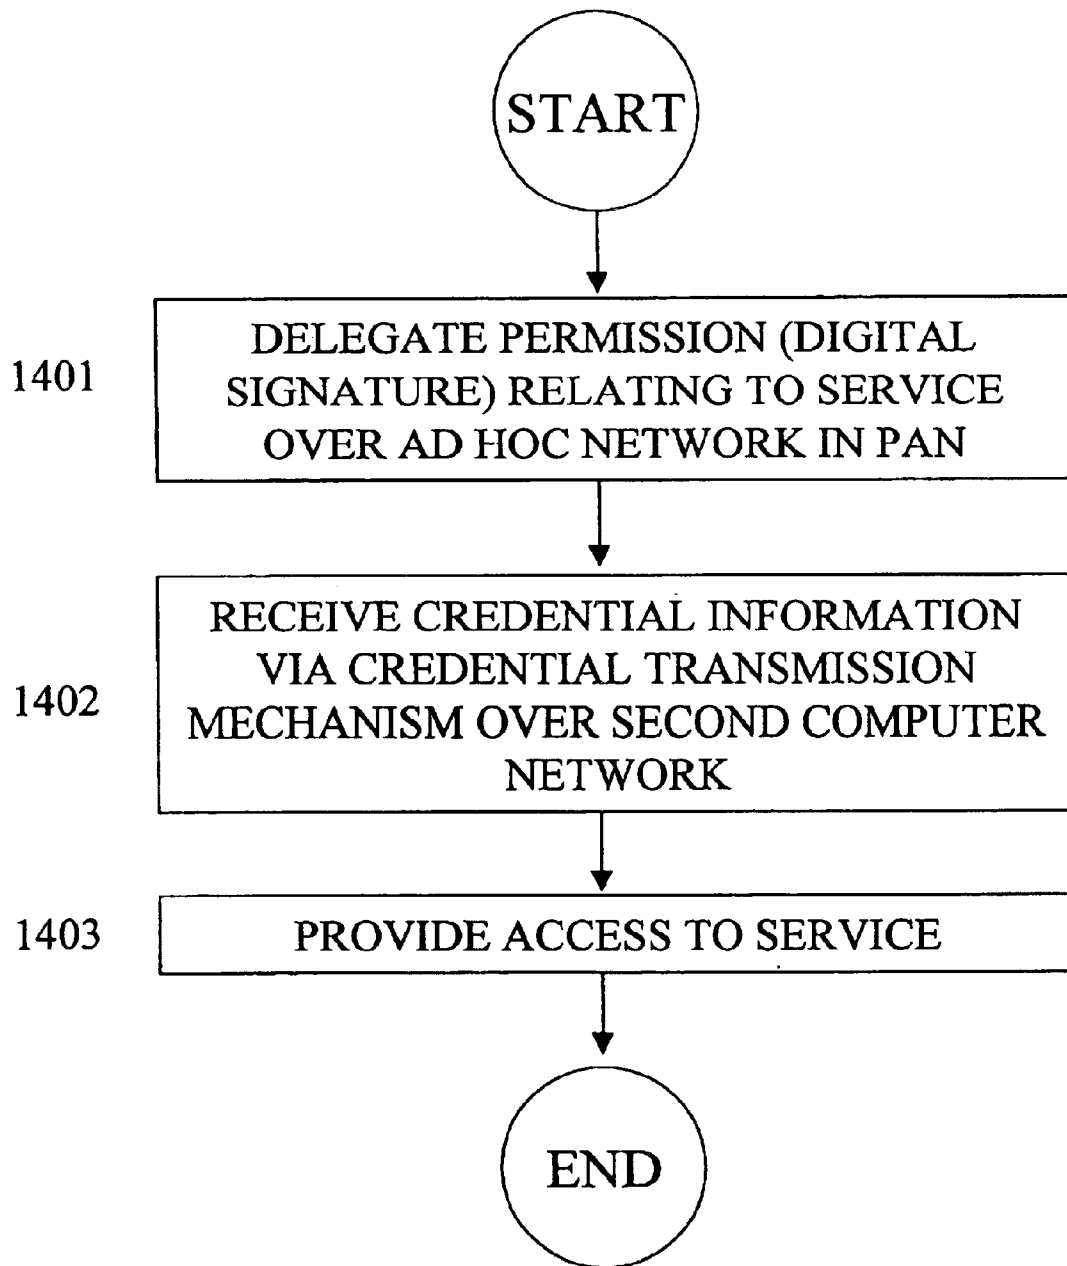 START
1401
DELEGATE PERMISSION (DIGITAL
SIGNATURE) RELATING TO SERVICE
OVER AD HOC NETWORK IN PAN
1402
RECEIVE CREDENTIAL INFORMATION
VIA CREDENTIAL TRANSMISSION
MECHANISM OVER SECOND COMPUTER
NETWORK
1403
PROVIDE ACCESS TO SERVICE
END